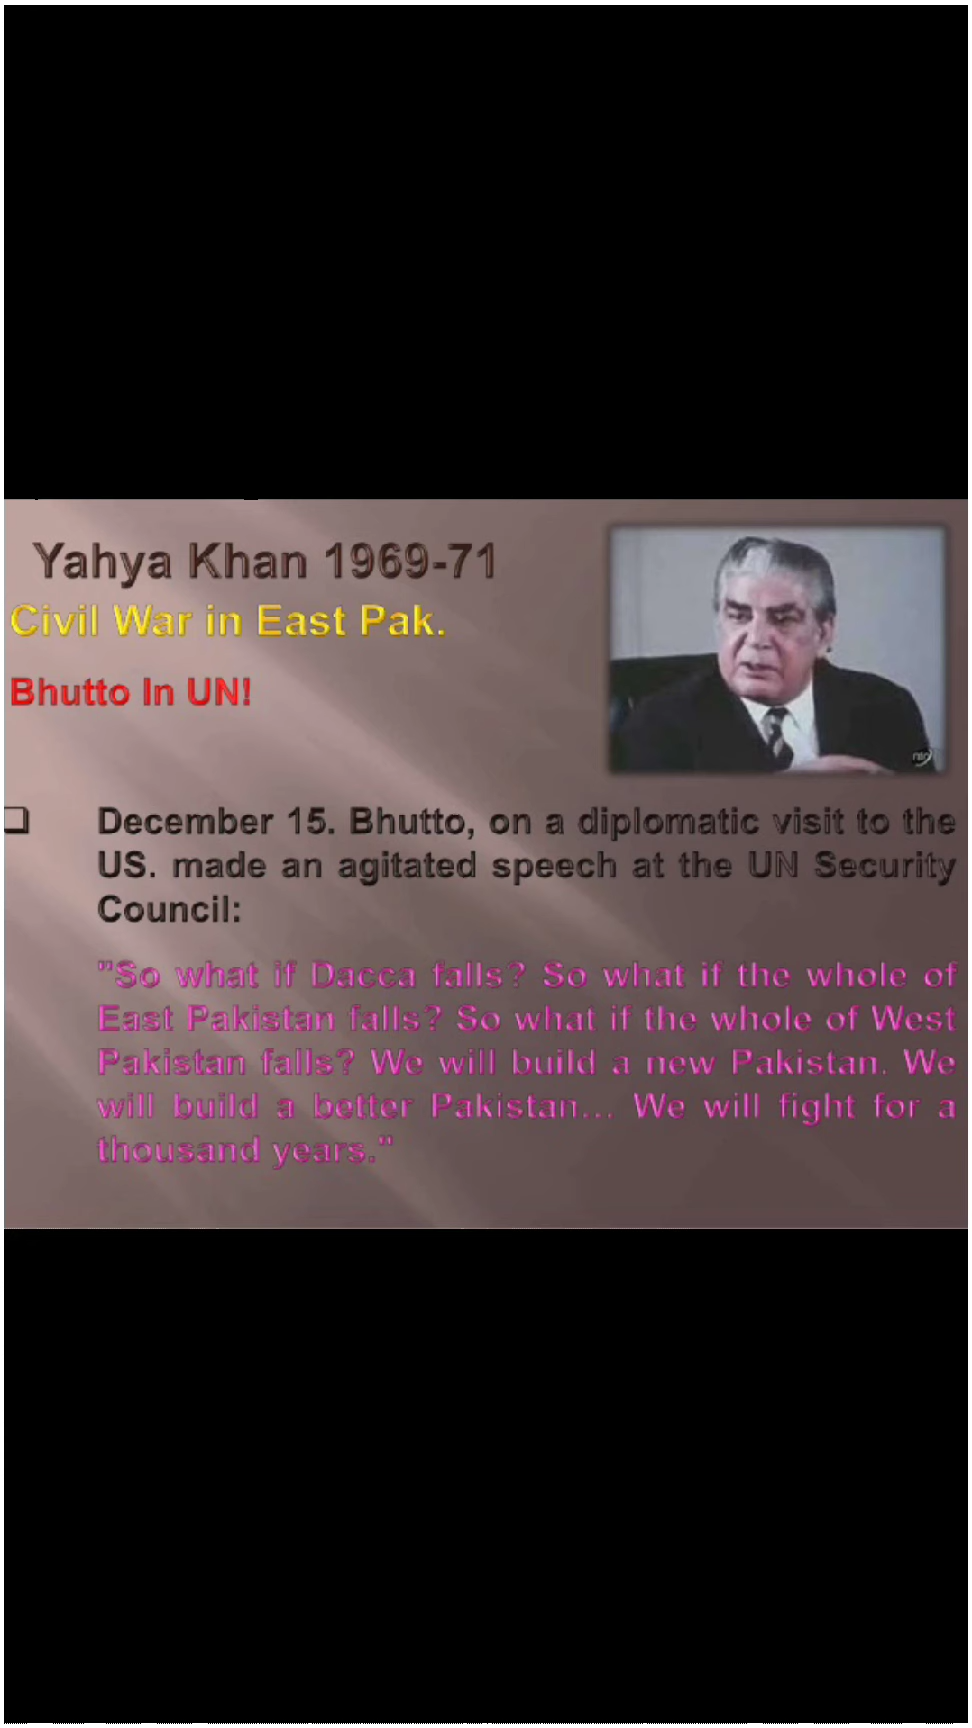 Yahya Khan 1969-71
Civil War in East Pak.
Bhutto In UN!
December 15. Bhutto, on a diplomatic visit to the
US. made an agitated speech at the UN Security
Council:
"So what if Dacca falls? So what if the whole of
East Pakistan falls? So what if the whole of West
Pakistan falls? We will build a new Pakistan. We
will build a better Pakistan... We will fight for a
thousand years."